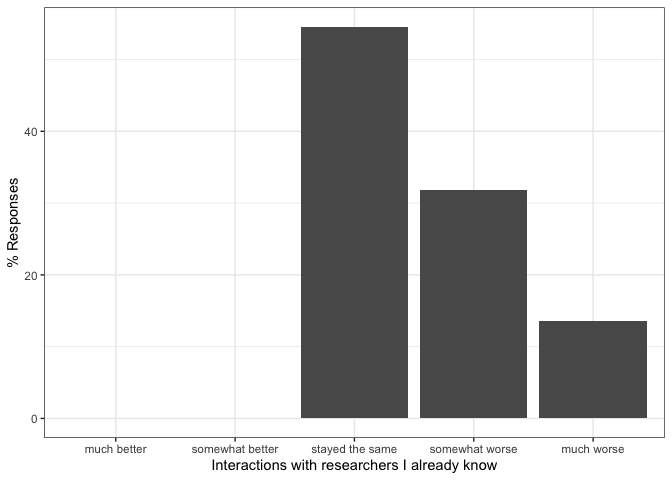 % Responses
40
20
0
much better somewhat better stayed the same somewhat worse much worse
Interactions with researchers I already know